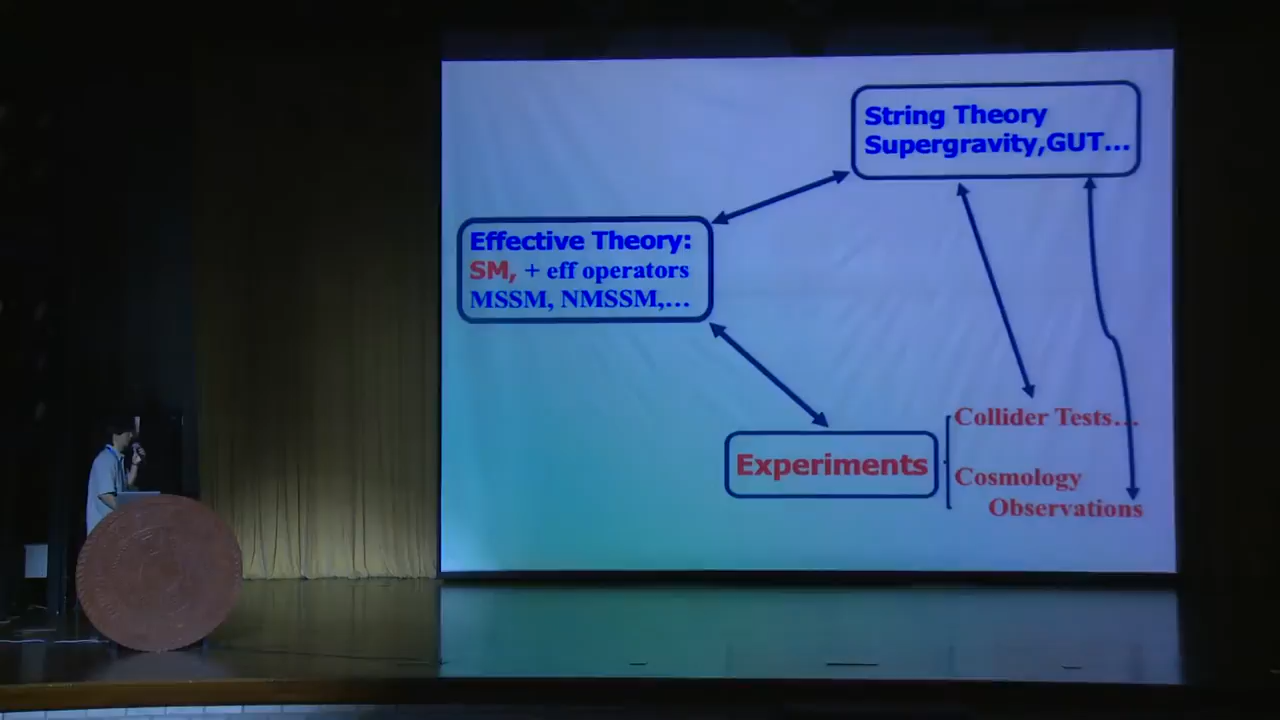 String Theory
Supergravity,GUT...
Effective Theory:
SM, + eff operators
MSSM, NMSSM,...
Experiments
Collider Tests...
Cosmology
Observations